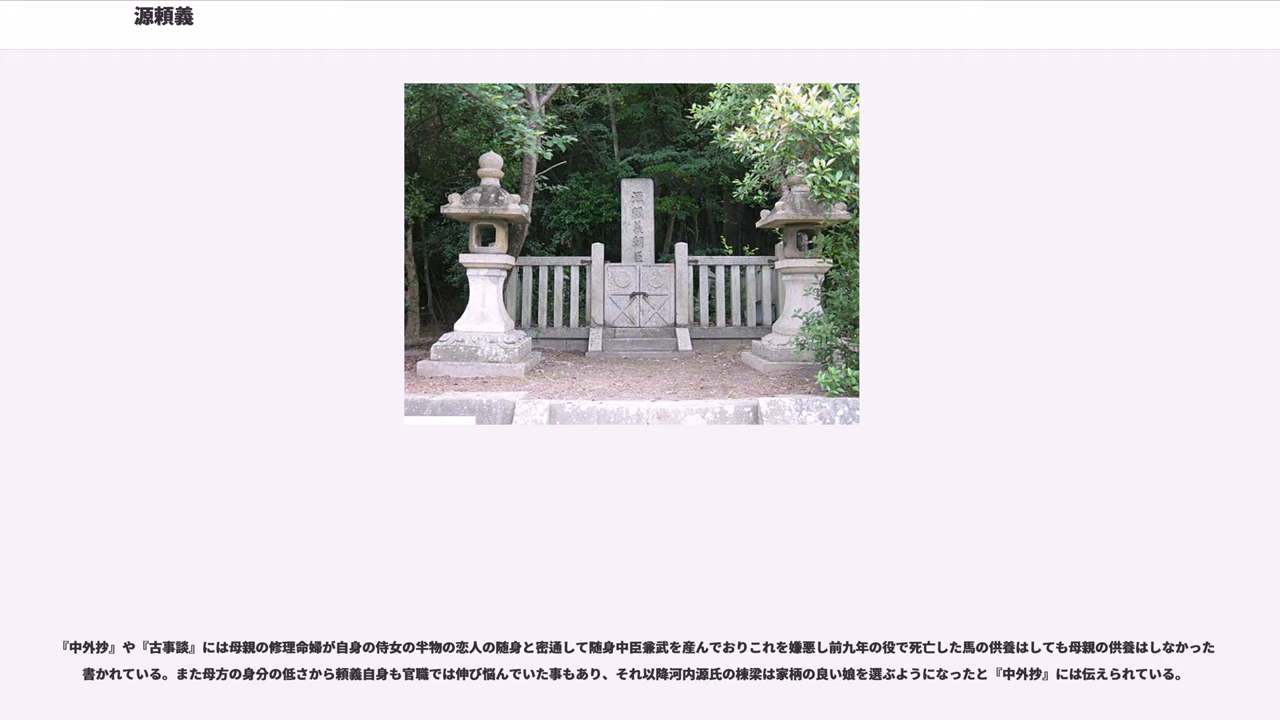 源頼義
源頼義朝臣
『中外抄』や『古事談』には母親の修理命婦が自身の侍女の半物の恋人の随身と密通して随身中臣兼武を産んでおりこれを嫌悪し前九年の役で死亡した馬の供養はしても母親の供養はしなかった
書かれている。また母方の身分の低さから頼義自身も官職では伸び悩んでいた事もあり、それ以降河内源氏の棟梁は家柄の良い娘を選ぶようになったと『中外抄』には伝えられている。